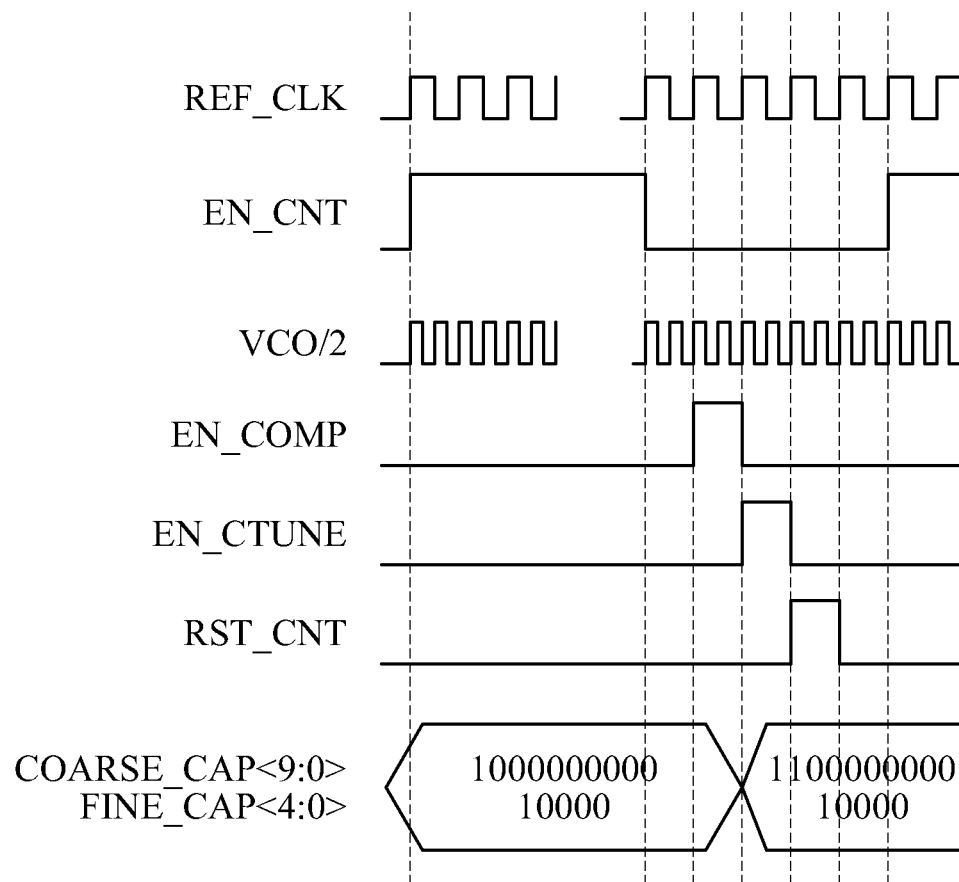 REF_CLK
EN_CNT
VCO/2
EN_COMP
EN_CTUNE
RST_CNT
COARSE_CAP<9:0> 1000000000 1100000000
FINE_CAP<4:0> 10000 10000